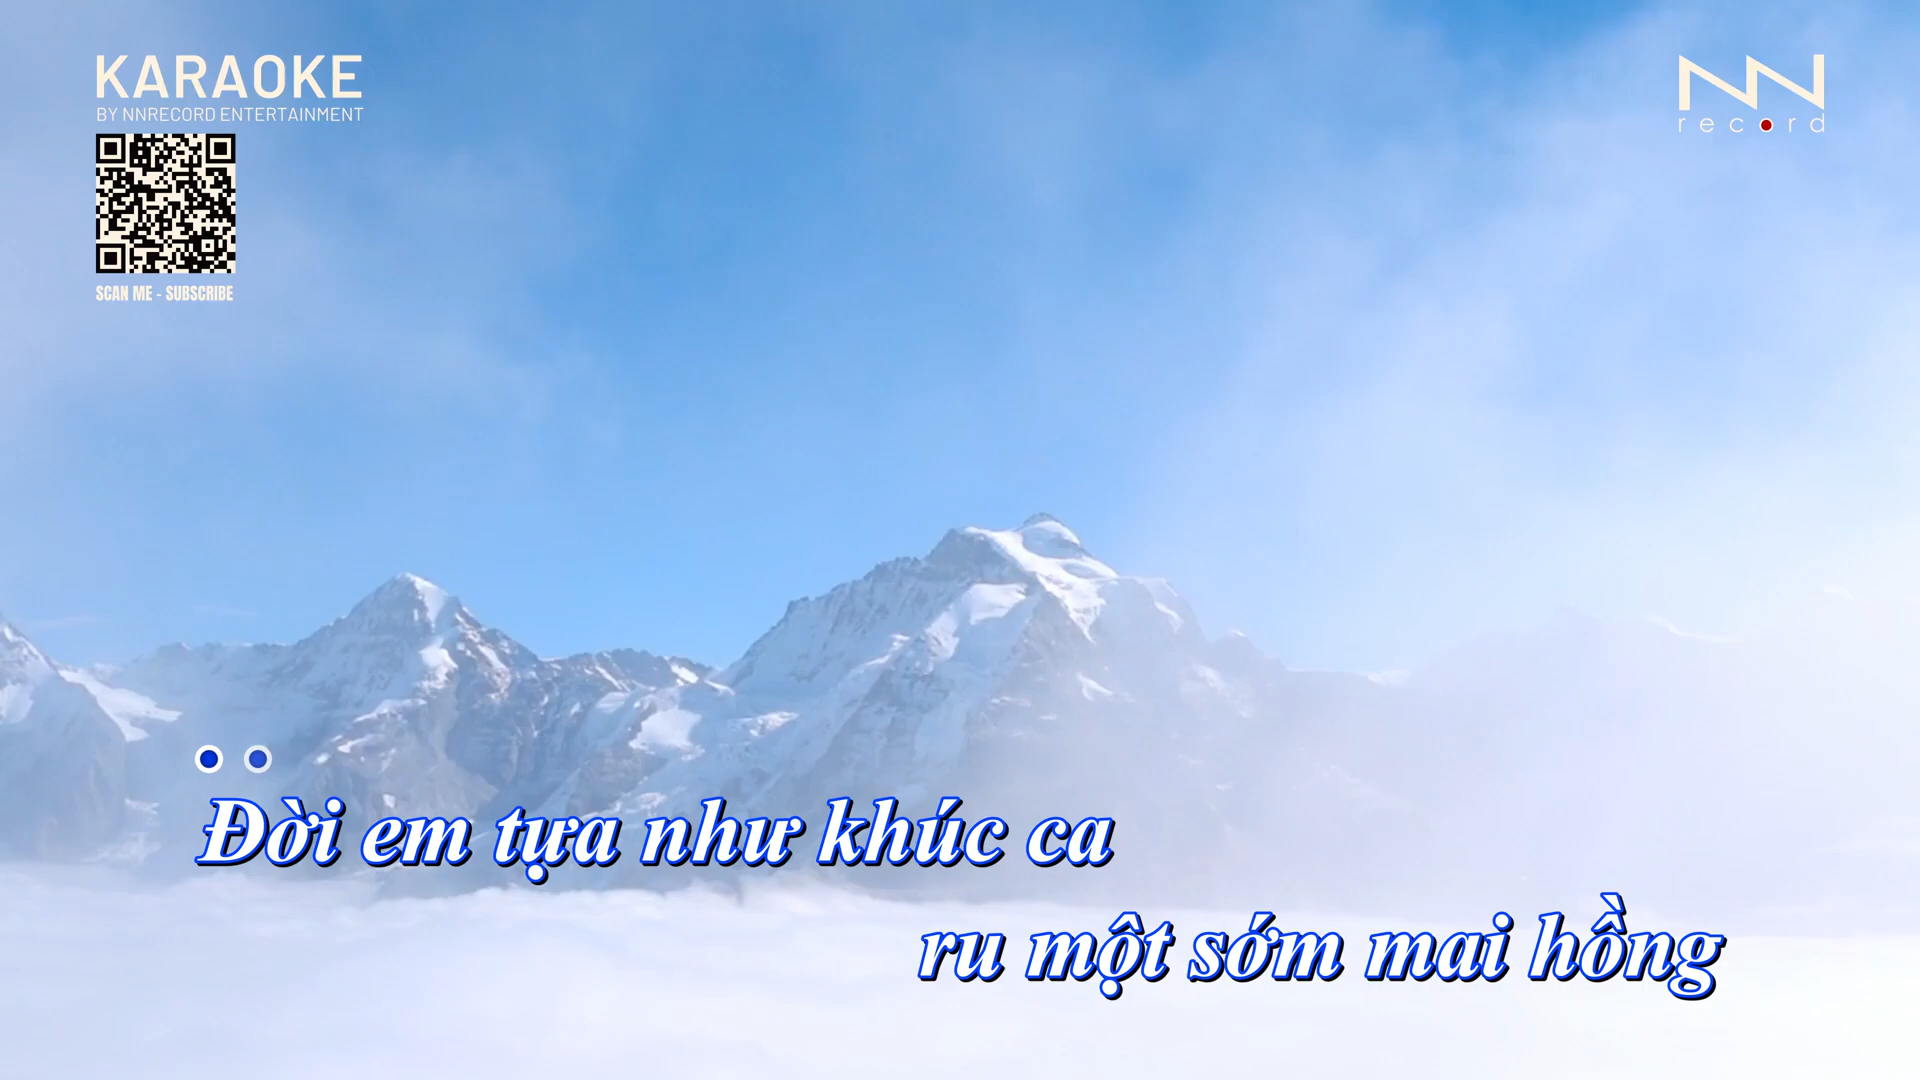 KARAOKE
BY NNRECORD ENTERTAINMENT
SCAN ME - SUBSCRIBE
NN
record
Đời em tựa như khúc ca
ru một sớm mai hồng